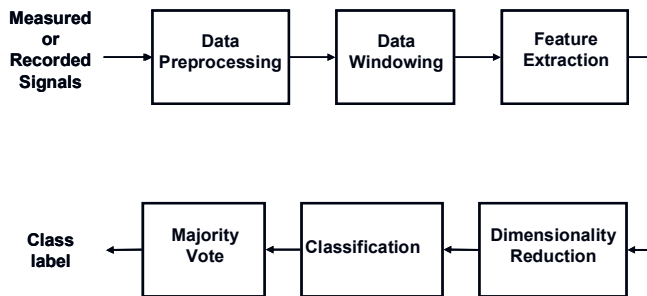 Measured
or
Recorded
Signals
Data
Preprocessing
Data
Windowing
Feature
Extraction
Class
label
Majority
Vote
Classification
Dimensionality
Reduction